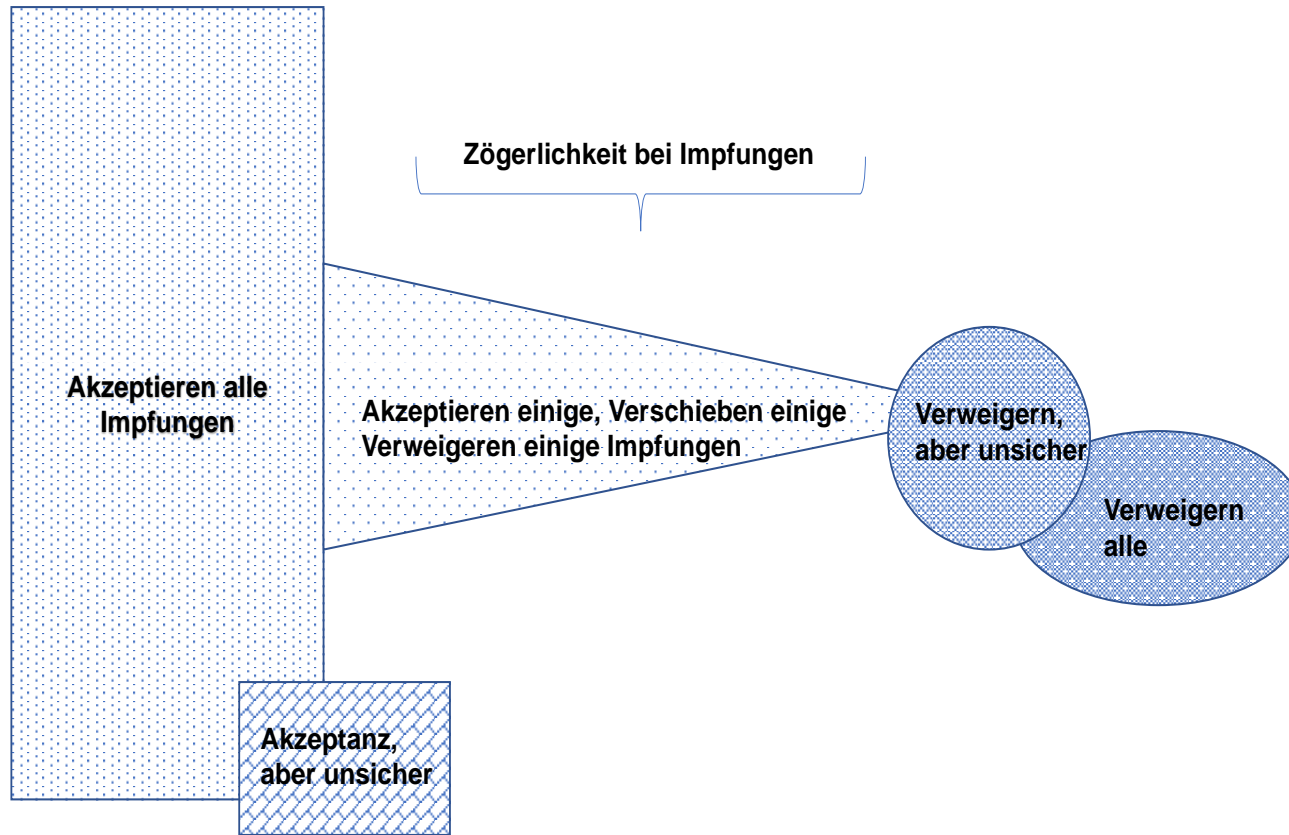 Zögerlichkeit bei Impfungen
Akzeptieren alle
Impfungen
Akzeptieren einige, Verschieben einige
Verweigeren einige Impfungen
Verweigern,
aber unsicher
Verweigern
alle
Akzeptanz,
aber unsicher